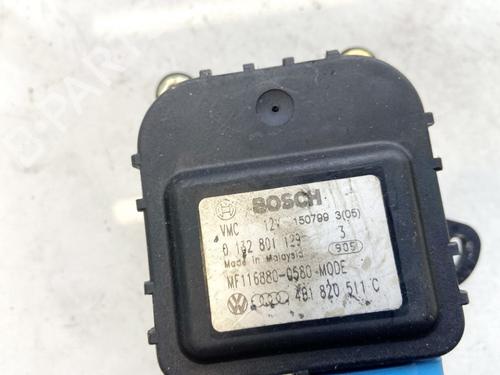 BOSCH
VMC 12V 150799 3(05)
0 132 801 129 3
Made in Malaysia 905
MF116880-0580-MODE
4B1 820 511 C